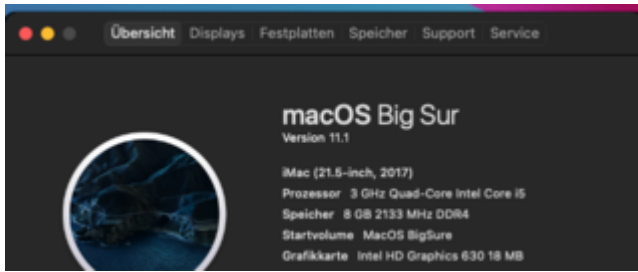 Übersicht Displays Festplatten Speicher Support Service
macOS Big Sur
Version 11.1
iMac (21.5-inch, 2017)
Prozessor 3 GHz Quad-Core Intel Core i5
Speicher 8 GB 2133 MHz DDR4
Startvolume MacOS BigSure
Grafikkarte Intel HD Graphics 630 18 MB